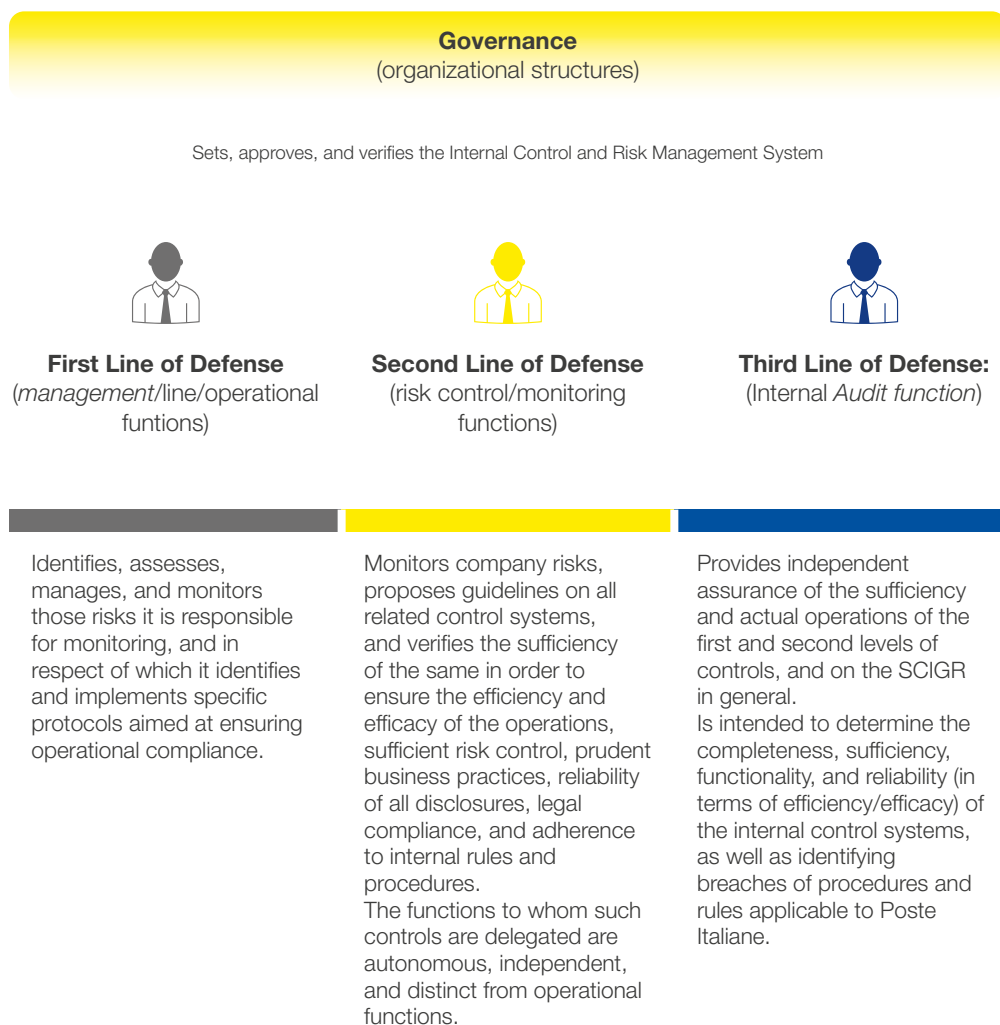 Governance
(organizational structures)
Sets, approves, and verifies the Internal Control and Risk Management System
First Line of Defense
(management/line/operational
funtions)
Second Line of Defense
(risk control/monitoring
functions)
Third Line of Defense:
(Internal Audit function)
Identifies, assesses,
manages, and monitors
those risks it is responsible
for monitoring, and in
respect of which it identifies
and implements specific
protocols aimed at ensuring
operational compliance.
Monitors company risks,
proposes guidelines on all
related control systems,
and verifies the sufficiency
of the same in order to
ensure the efficiency and
efficacy of the operations,
sufficient risk control, prudent
business practices, reliability
of all disclosures, legal
compliance, and adherence
to internal rules and
procedures.
The functions to whom such
controls are delegated are
autonomous, independent,
and distinct from operational
functions.
Provides independent
assurance of the sufficiency
and actual operations of the
first and second levels of
controls, and on the SCIGR
in general.
Is intended to determine the
completeness, sufficiency,
functionality, and reliability (in
terms of efficiency/efficacy) of
the internal control systems,
as well as identifying
breaches of procedures and
rules applicable to Poste
Italiane.